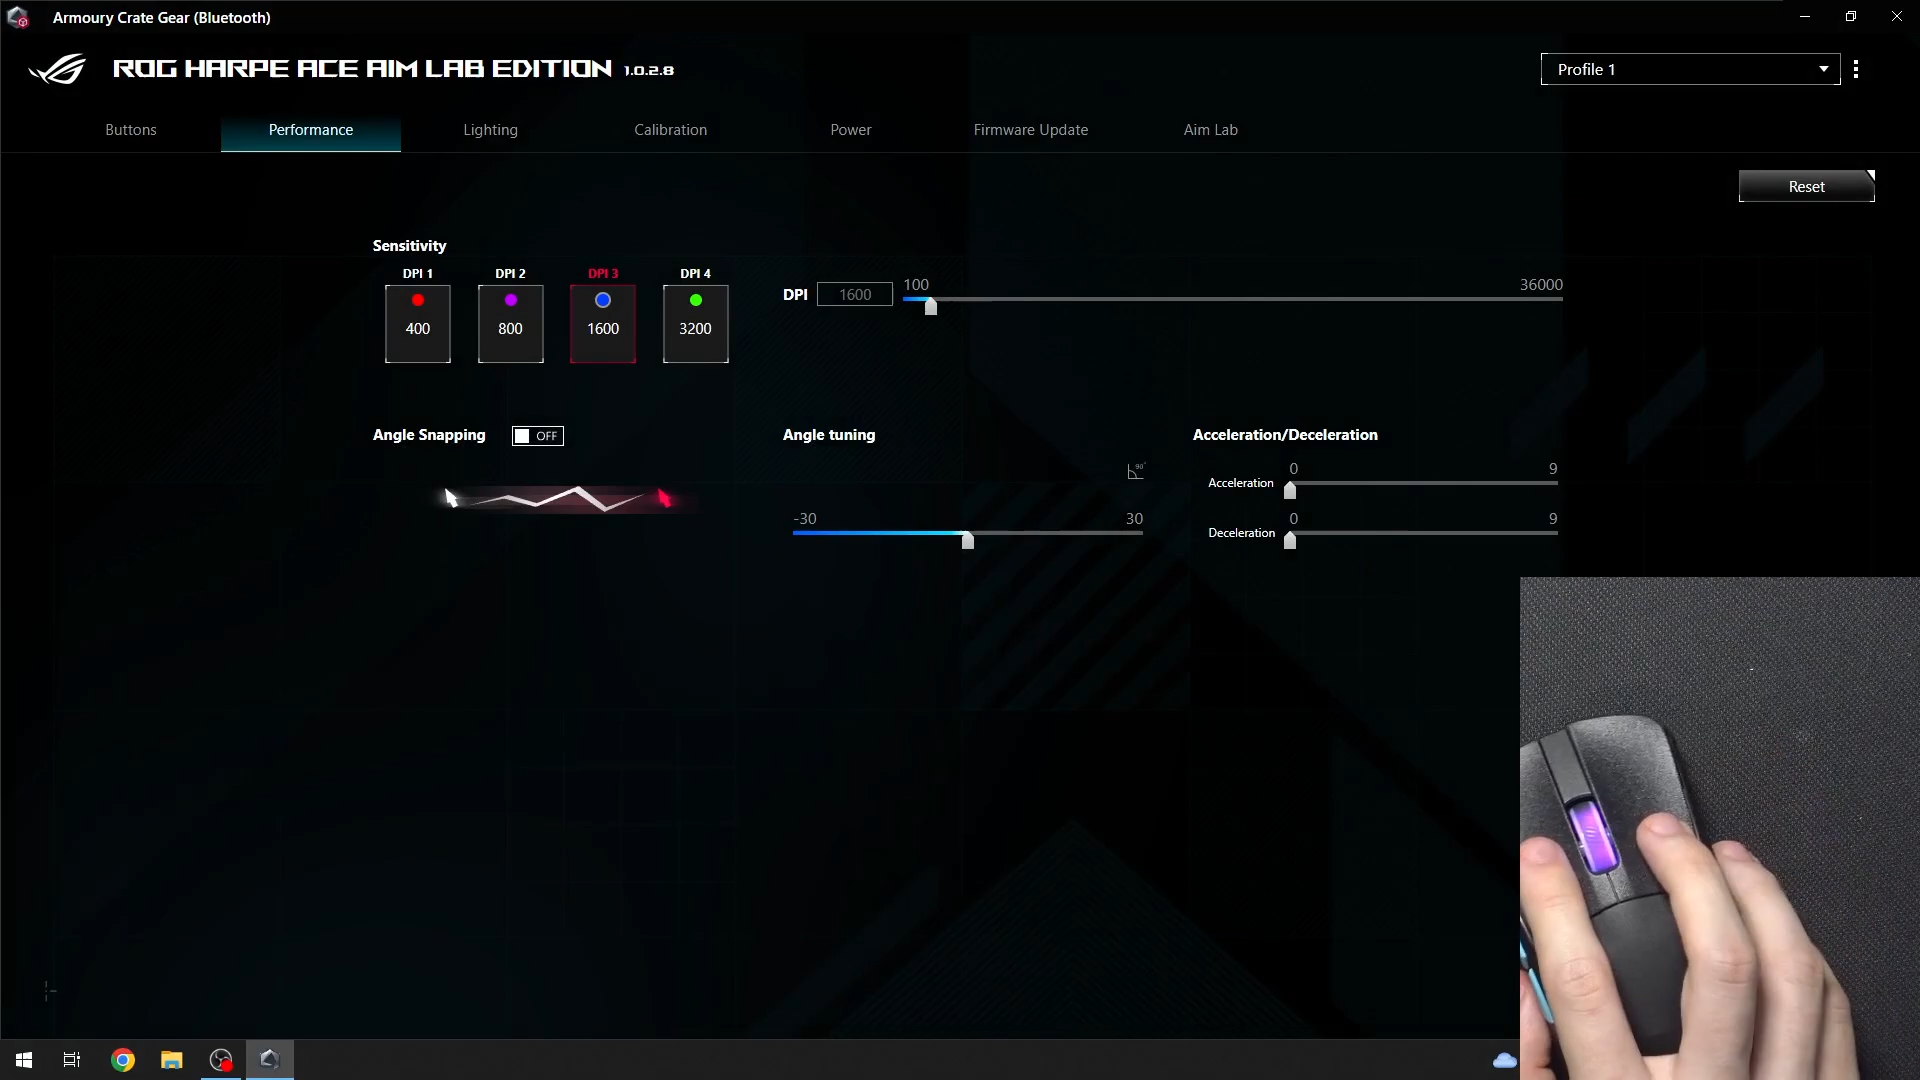 Armoury Crate Gear (Bluetooth)
ROG HARPE ACE AIM LAB EDITION 1.0.2.8
Profile 1
Buttons
Performance
Lighting
Calibration
Power
Firmware Update
Aim Lab
Reset
Sensitivity
DPI 1
DPI 2
DPI 3
DPI 4
400
800
1600
3200
DPI
1600
100
36000
Angle Snapping
OFF
Angle tuning
90°
-30
30
Acceleration/Deceleration
Acceleration
0
9
Deceleration
0
9